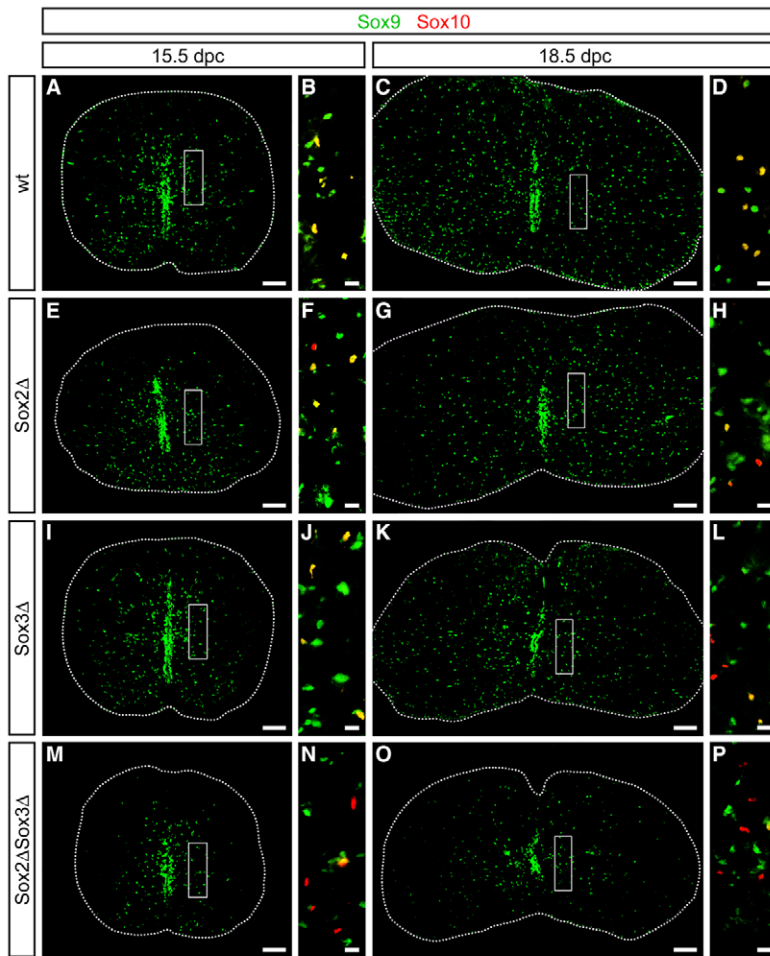 Sox9 Sox10
15.5 dpc 18.5 dpc
wt
A B C D
Sox2Δ
E F G H
Sox3Δ
I J K L
Sox2ΔSox3Δ
M N O P